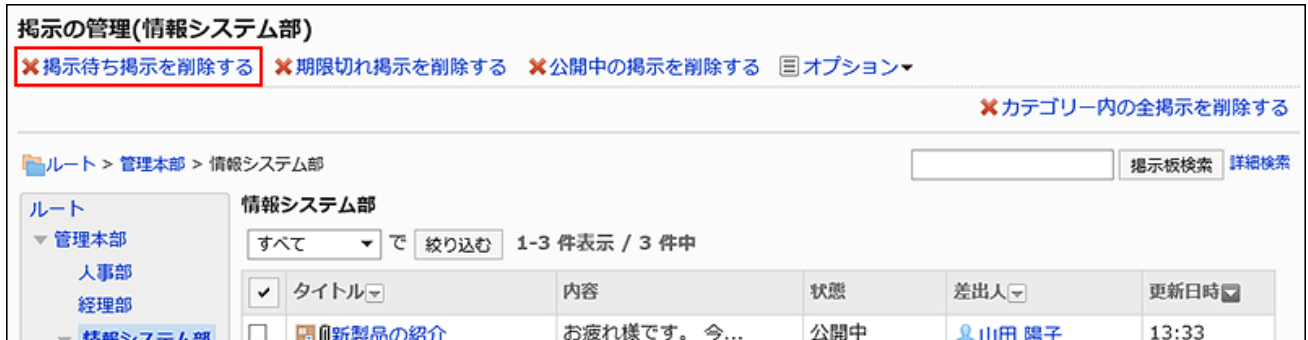 掲示の管理(情報システム部)
掲示待ち掲示を削除する 期限切れ掲示を削除する 公開中の掲示を削除する オプション
カテゴリー内の全掲示を削除する
ルート > 管理本部 > 情報システム部 掲示板検索 詳細検索
ルート
管理本部
人事部
経理部
情報システム部
情報システム部
すべて で 絞り込む 1-3 件表示 / 3 件中
タイトル 内容 状態 差出人 更新日時
新製品の紹介 お疲れ様です。 今... 公開中 山田 陽子 13:33